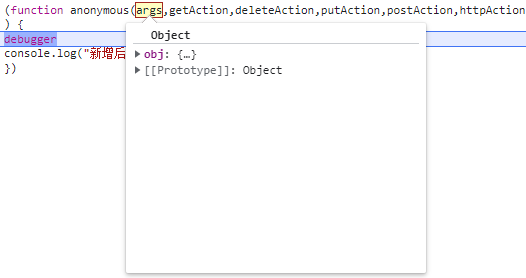 (function anonymous(args,getAction,deleteAction,putAction,postAction,httpAction
) {
debugger
console.log("新增后
})
Object
obj: {…}
[[Prototype]]: Object